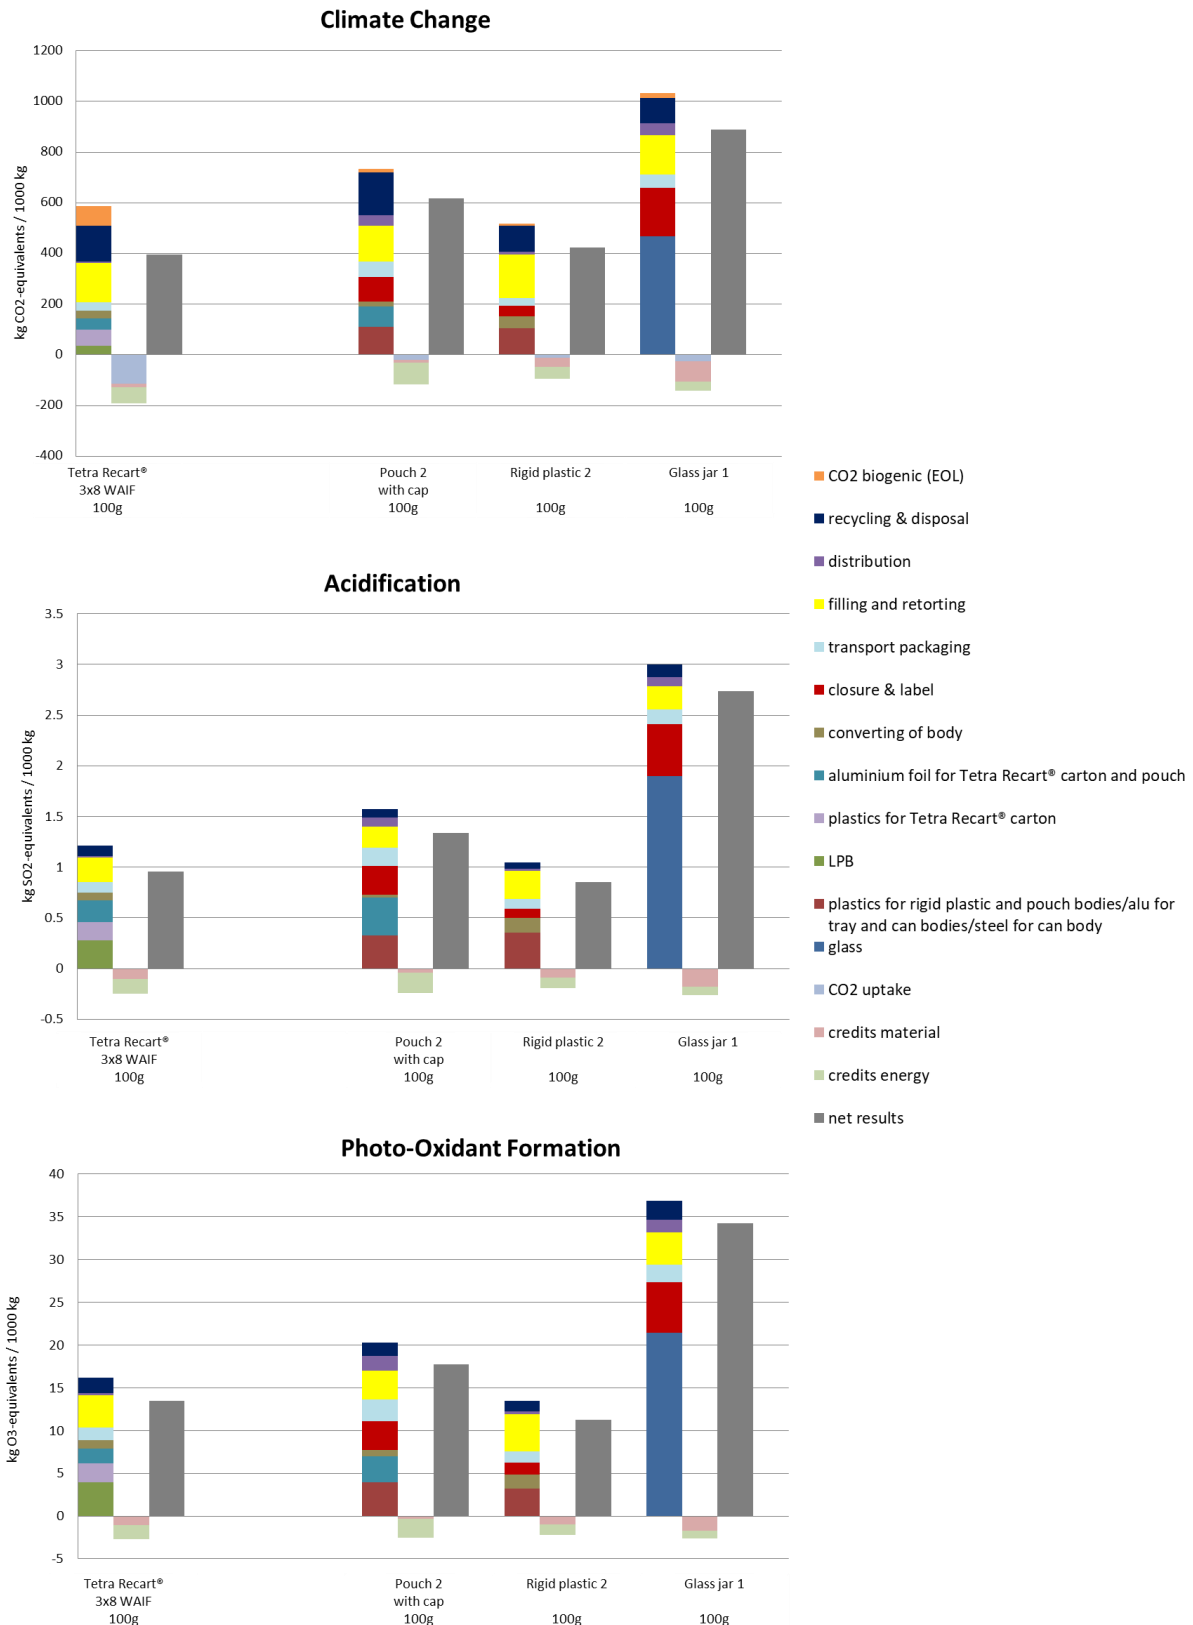 Climate Change
kg CO2-equivalents / 1000 kg
1200
1000
800
600
400
200
0
-200
-400
Tetra Recart®
3x8 WAIF
100g
Pouch 2
with cap
100g
Rigid plastic 2
100g
Glass jar 1
100g
Acidification
kg SO2-equivalents / 1000 kg
3.5
3
2.5
2
1.5
1
0.5
0
-0.5
Tetra Recart®
3x8 WAIF
100g
Pouch 2
with cap
100g
Rigid plastic 2
100g
Glass jar 1
100g
Photo-Oxidant Formation
kg O3-equivalents / 1000 kg
40
35
30
25
20
15
10
5
0
-5
Tetra Recart®
3x8 WAIF
100g
Pouch 2
with cap
100g
Rigid plastic 2
100g
Glass jar 1
100g
CO2 biogenic (EOL)
recycling & disposal
distribution
filling and retorting
transport packaging
closure & label
converting of body
aluminium foil for Tetra Recart® carton and pouch
plastics for Tetra Recart® carton
LPB
plastics for rigid plastic and pouch bodies/alu for
tray and can bodies/steel for can body
glass
CO2 uptake
credits material
credits energy
net results